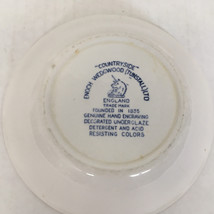 "COUNTRYSIDE"
ENOCH WEDGWOOD (TUNSTALL) LTD
ENGLAND
TRADE MARK
FOUNDED IN 1835
GENUINE HAND ENGRAVING
DECORATED UNDERGLAZE
DETERGENT AND ACID
RESISTING COLORS